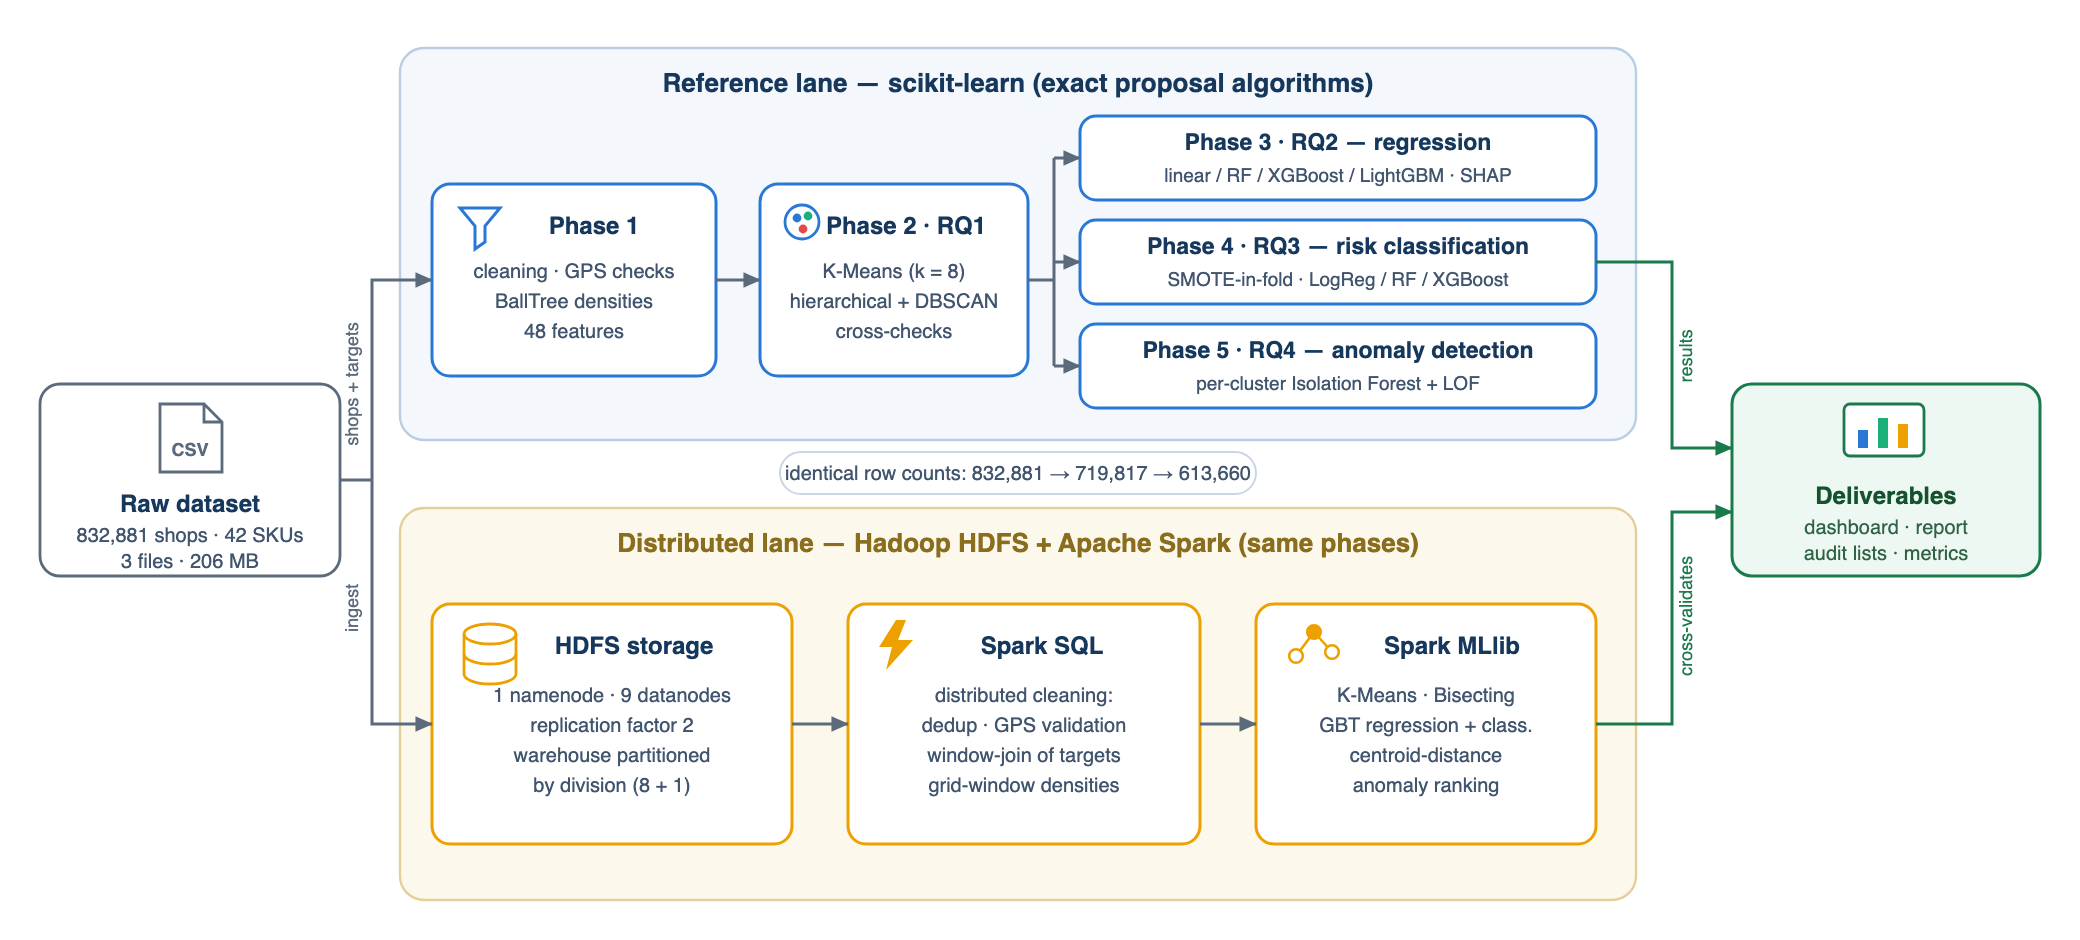 Reference lane — scikit-learn (exact proposal algorithms)
Phase 1
cleaning · GPS checks
BallTree densities
48 features
Phase 2 · RQ1
K-Means (k = 8)
hierarchical + DBSCAN
cross-checks
Phase 3 · RQ2 — regression
linear / RF / XGBoost / LightGBM · SHAP
Phase 4 · RQ3 — risk classification
SMOTE-in-fold · LogReg / RF / XGBoost
Phase 5 · RQ4 — anomaly detection
per-cluster Isolation Forest + LOF
shops + targets
CSV
Raw dataset
832,881 shops · 42 SKUs
3 files · 206 MB
ingest
identical row counts: 832,881 → 719,817 → 613,660
Distributed lane — Hadoop HDFS + Apache Spark (same phases)
HDFS storage
1 namenode · 9 datanodes
replication factor 2
warehouse partitioned
by division (8 + 1)
Spark SQL
distributed cleaning:
dedup · GPS validation
window-join of targets
grid-window densities
Spark MLlib
K-Means · Bisecting
GBT regression + class.
centroid-distance
anomaly ranking
results
cross-validates
Deliverables
dashboard · report
audit lists · metrics